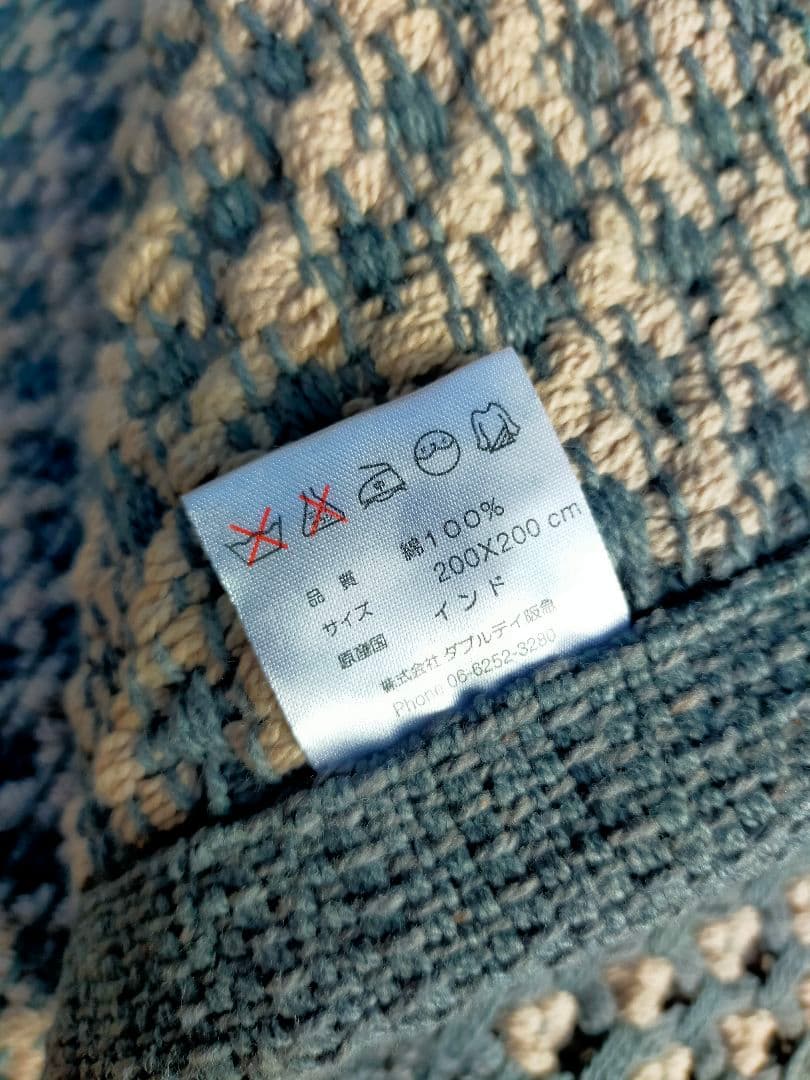 品質 綿100%
サイズ 200X200 cm
原産国 インド
株式会社 ダブルデイ阪急
Phone 06-6252-3280